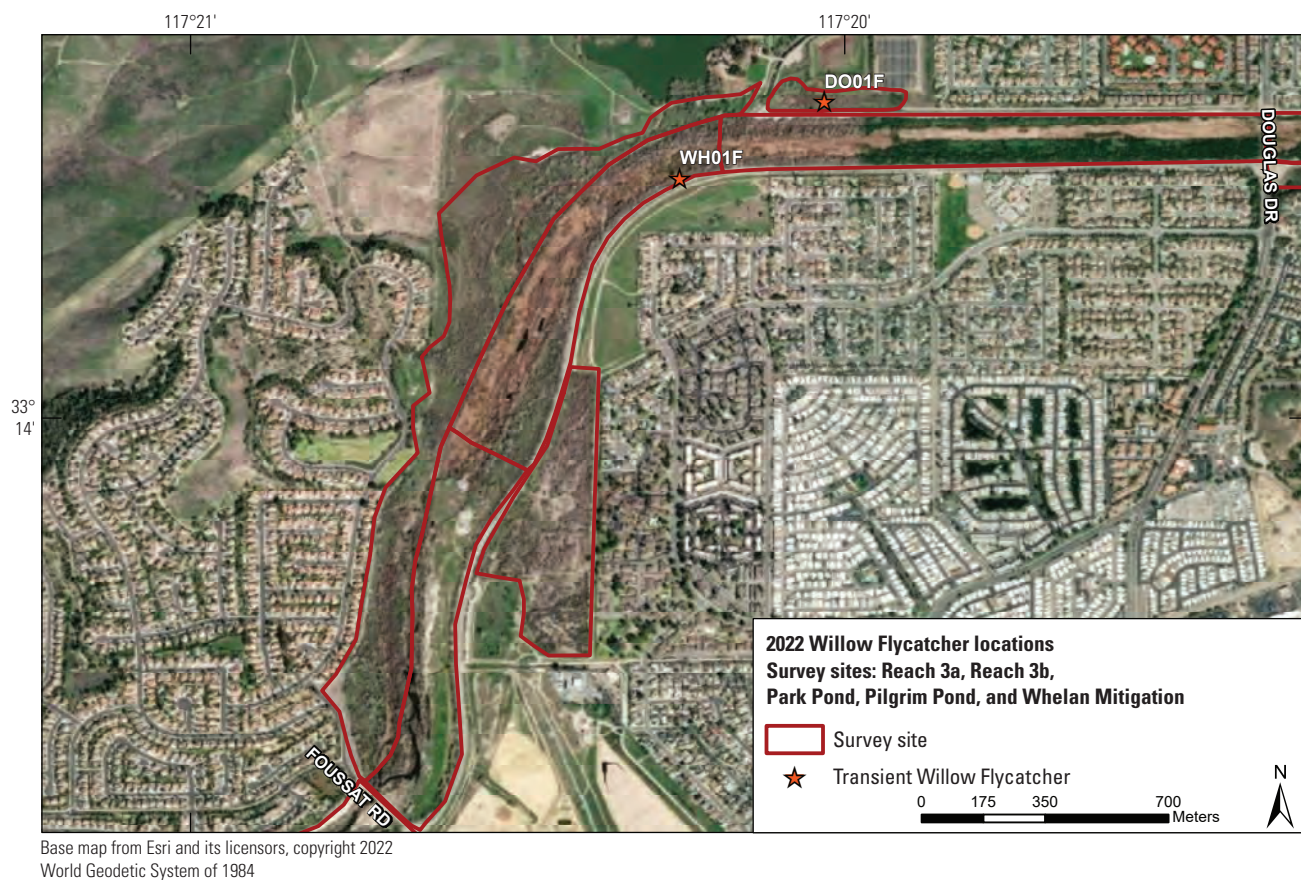 117°21'
117°20'
DO01F
WH01F
DOUGLAS DR
33°
14'
FOUSSAT RD
2022 Willow Flycatcher locations
Survey sites: Reach 3a, Reach 3b,
Park Pond, Pilgrim Pond, and Whelan Mitigation
Survey site
Transient Willow Flycatcher
N
0 175 350 700
Meters
Base map from Esri and its licensors, copyright 2022
World Geodetic System of 1984